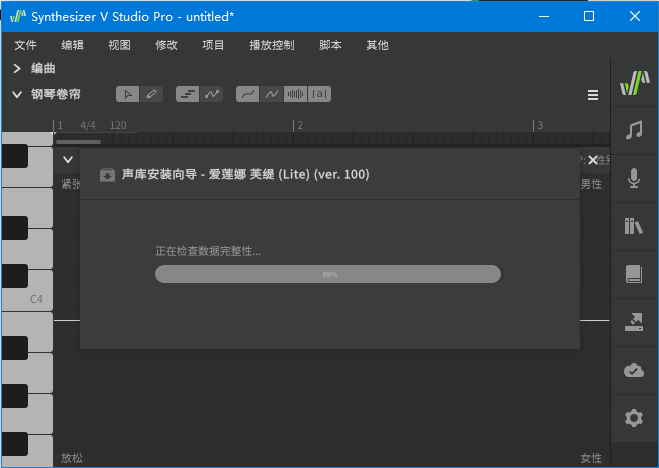 Synthesizer V Studio Pro - untitled*
文件 编辑 视图 修改 项目 播放控制 脚本 其他
编曲
钢琴卷帘
|a|
1 4/4 120 2 3
P: 性别
声库安装向导 - 爱莲娜 芙缇 (Lite) (ver. 100)
紧张 男性
正在检查数据完整性...
99%
C4
放松 女性